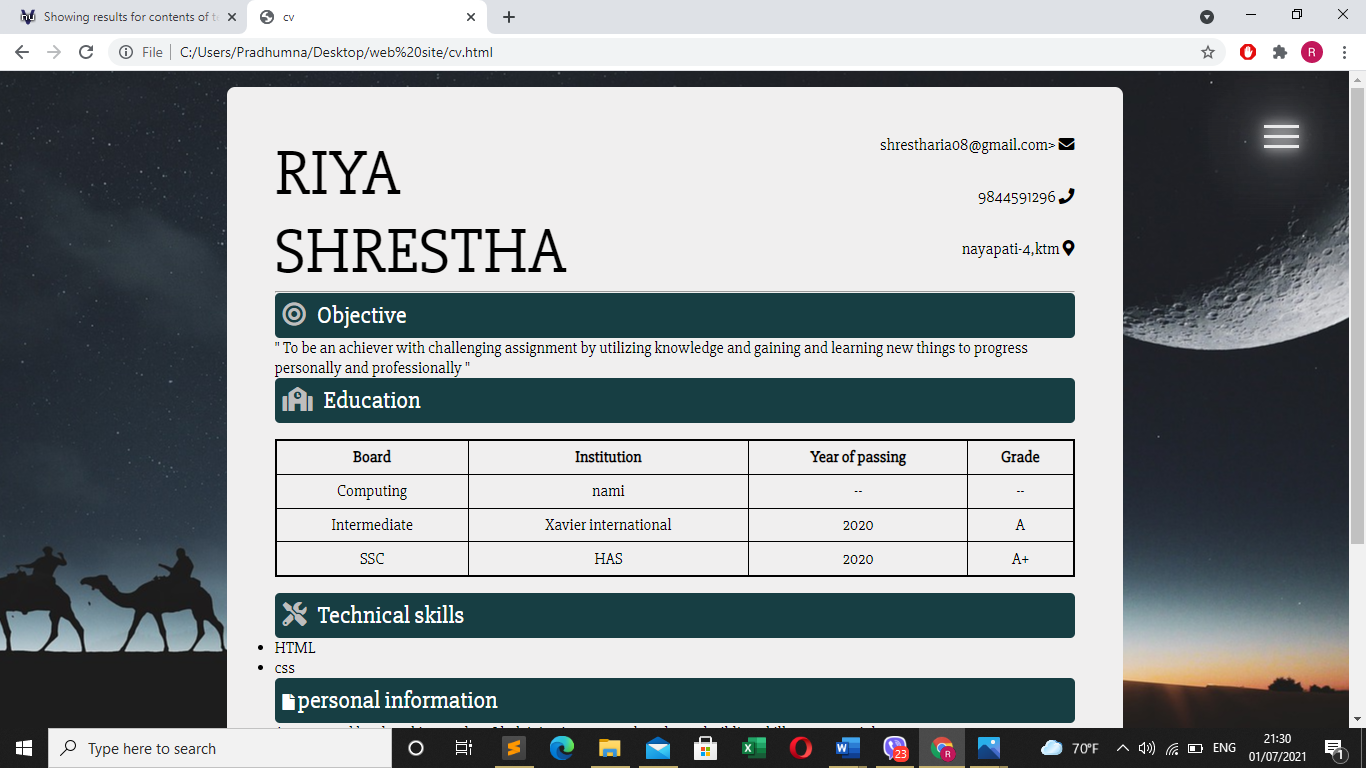 Showing results for contents of t
cv
File | C:/Users/Pradhumna/Desktop/web%20site/cv.html
R
RIYA
SHRESTHA
shrestharia08@gmail.com>
9844591296
nayapati-4,ktm
Objective
" To be an achiever with challenging assignment by utilizing knowledge and gaining and learning new things to progress
personally and professionally "
Education
Board Institution Year of passing Grade
Computing nami -- --
Intermediate Xavier international 2020 A
SSC HAS 2020 A+
Technical skills
HTML
css
personal information
Type here to search
23
R
70°F
ENG
21:30
01/07/2021
1